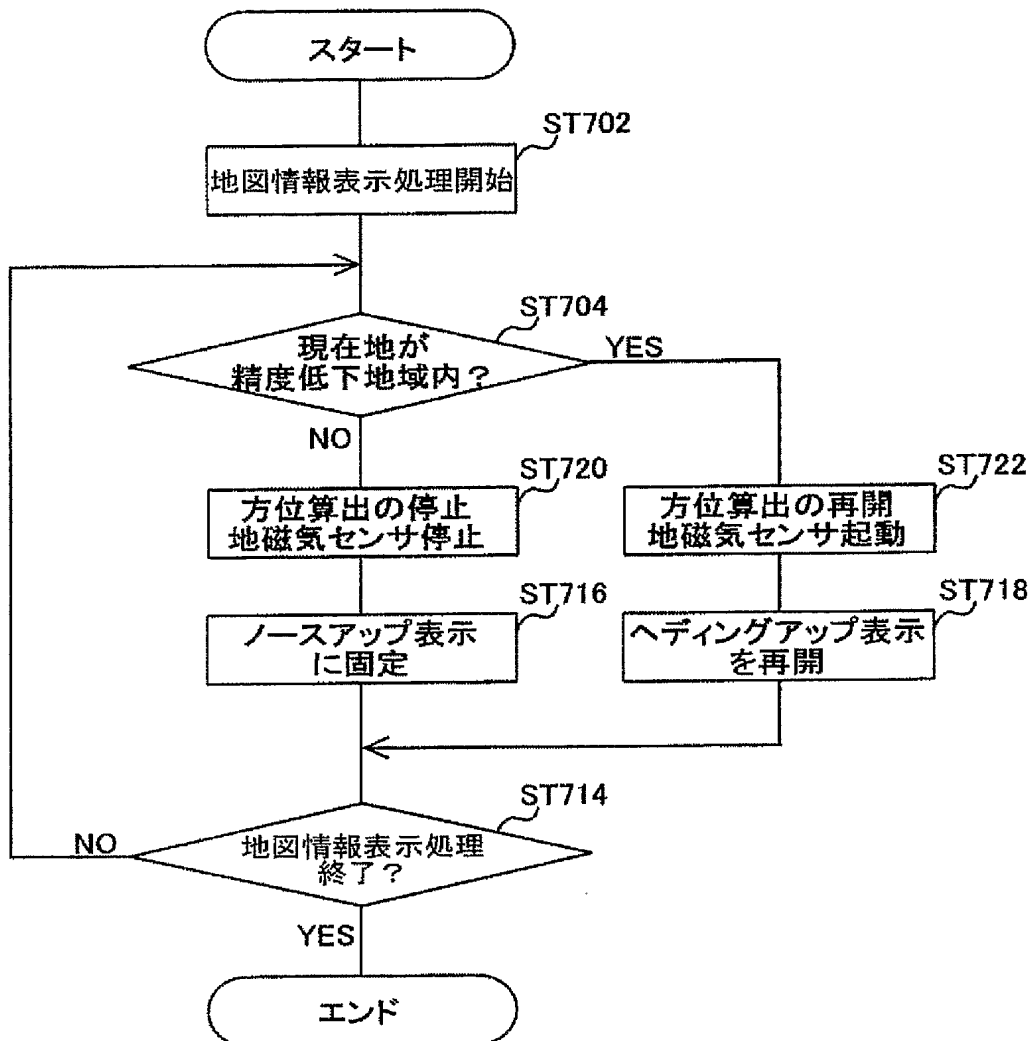 スタート
ST702
地図情報表示処理開始
ST704
現在地が
精度低下地域内？
YES
NO
ST720
方位算出の停止
地磁気センサ停止
ST722
方位算出の再開
地磁気センサ起動
ST716
ノースアップ表示
に固定
ST718
ヘディングアップ表示
を再開
ST714
地図情報表示処理
終了？
NO
YES
エンド